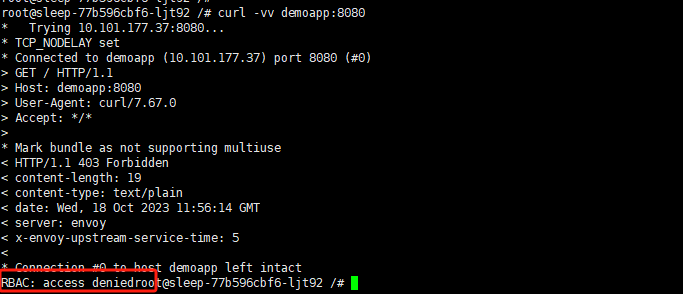 root@sleep-77b596cbf6-ljt92 /#
root@sleep-77b596cbf6-ljt92 /# curl -vv demoapp:8080
*   Trying 10.101.177.37:8080...
* TCP_NODELAY set
* Connected to demoapp (10.101.177.37) port 8080 (#0)
> GET / HTTP/1.1
> Host: demoapp:8080
> User-Agent: curl/7.67.0
> Accept: */*
>
* Mark bundle as not supporting multiuse
< HTTP/1.1 403 Forbidden
< content-length: 19
< content-type: text/plain
< date: Wed, 18 Oct 2023 11:56:14 GMT
< server: envoy
< x-envoy-upstream-service-time: 5
<
* Connection #0 to host demoapp left intact
RBAC: access deniedroot@sleep-77b596cbf6-ljt92 /#